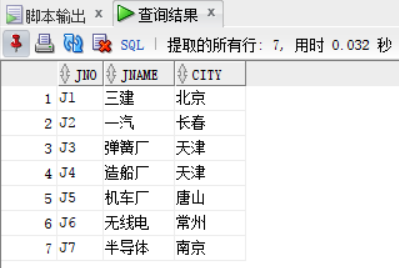 脚本输出 x 查询结果 x
SQL | 提取的所有行: 7, 用时 0.032 秒
JNO JNAME CITY
1 J1 三建 北京
2 J2 一汽 长春
3 J3 弹簧厂 天津
4 J4 造船厂 天津
5 J5 机车厂 唐山
6 J6 无线电 常州
7 J7 半导体 南京